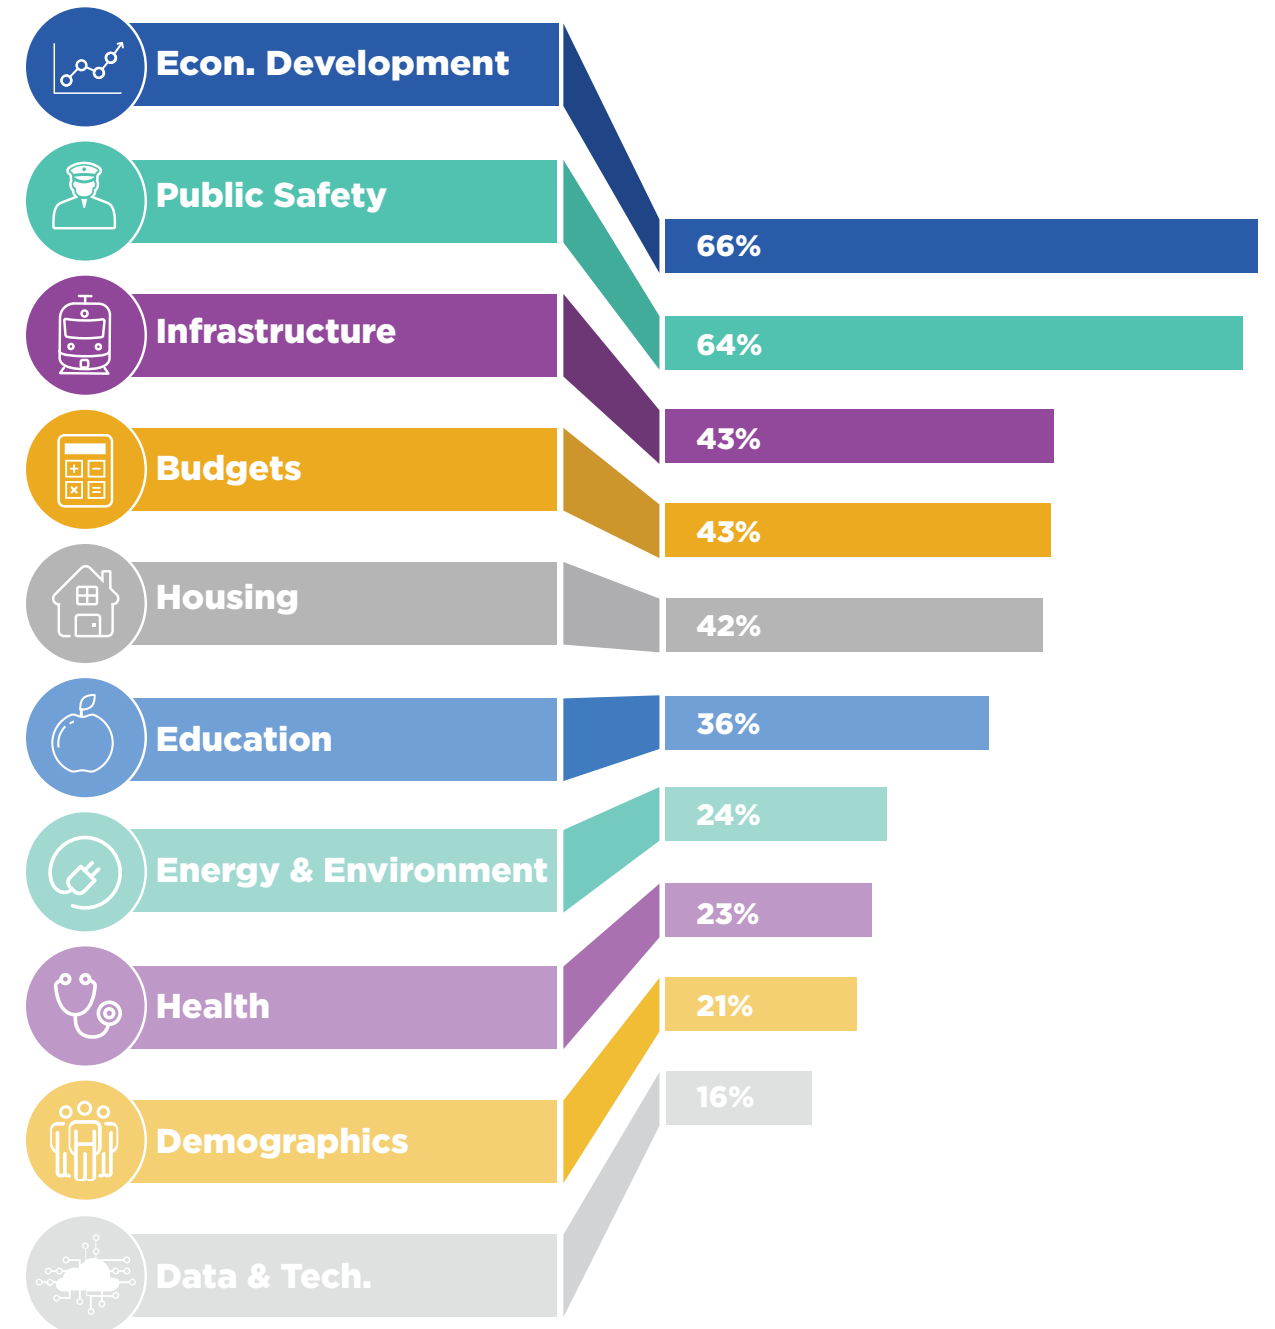 Econ. Development
66%
Public Safety
64%
Infrastructure
43%
Budgets
43%
Housing
42%
Education
36%
Energy & Environment
24%
Health
23%
Demographics
21%
Data & Tech.
16%